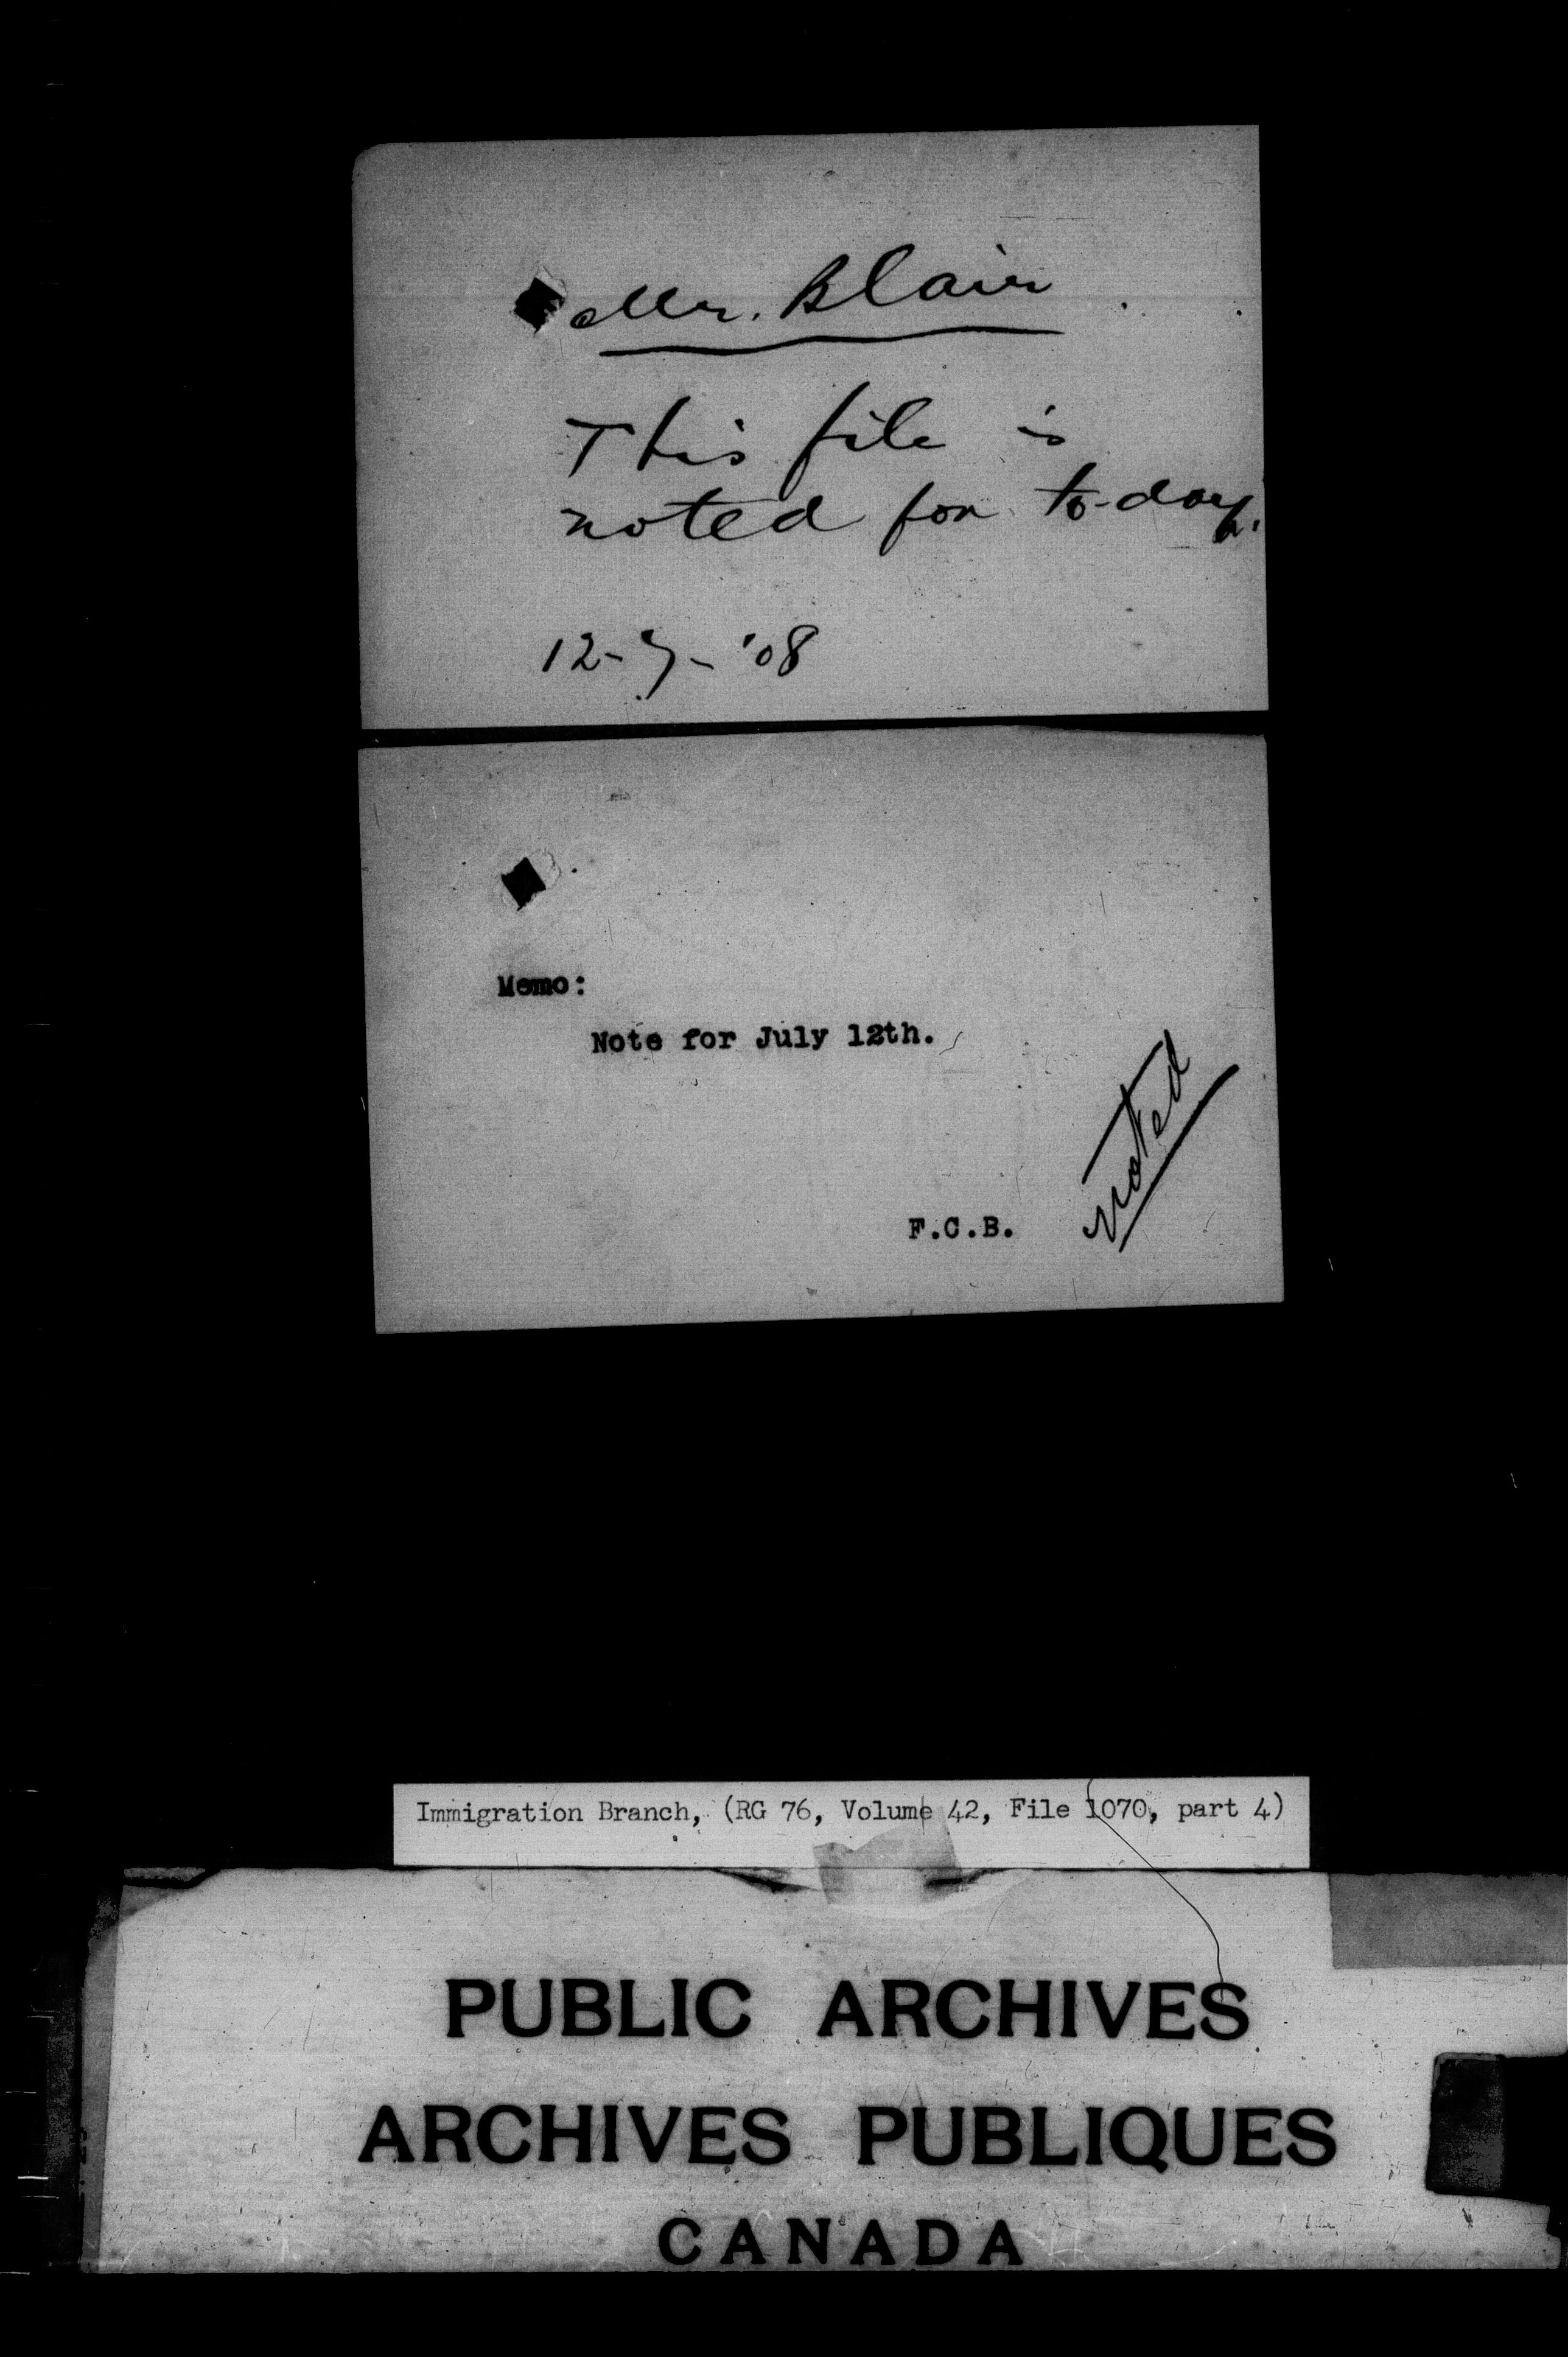 Mr. Blair
This file is
noted for to-day.
12-7-'08
Memo:
Note for July 12th.
noted
F.C.B.
Immigration Branch, (RG 76, Volume 42, File 1070, part 4)
PUBLIC ARCHIVES
ARCHIVES PUBLIQUES
CANADA